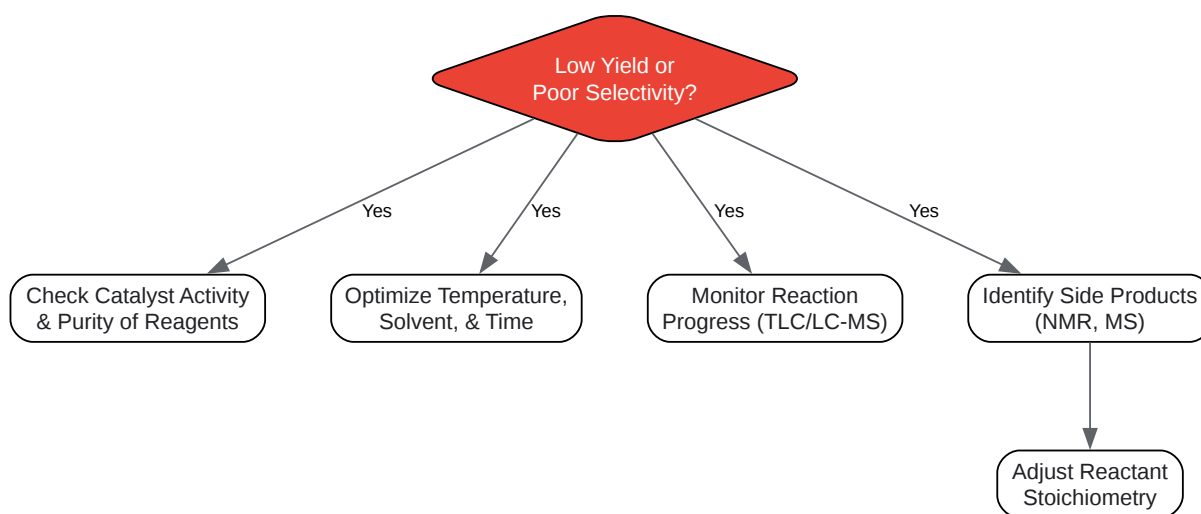 Low Yield or
Poor Selectivity?
Yes
Yes
Yes
Yes
Check Catalyst Activity
& Purity of Reagents
Optimize Temperature,
Solvent, & Time
Monitor Reaction
Progress (TLC/LC-MS)
Identify Side Products
(NMR, MS)
Adjust Reactant
Stoichiometry